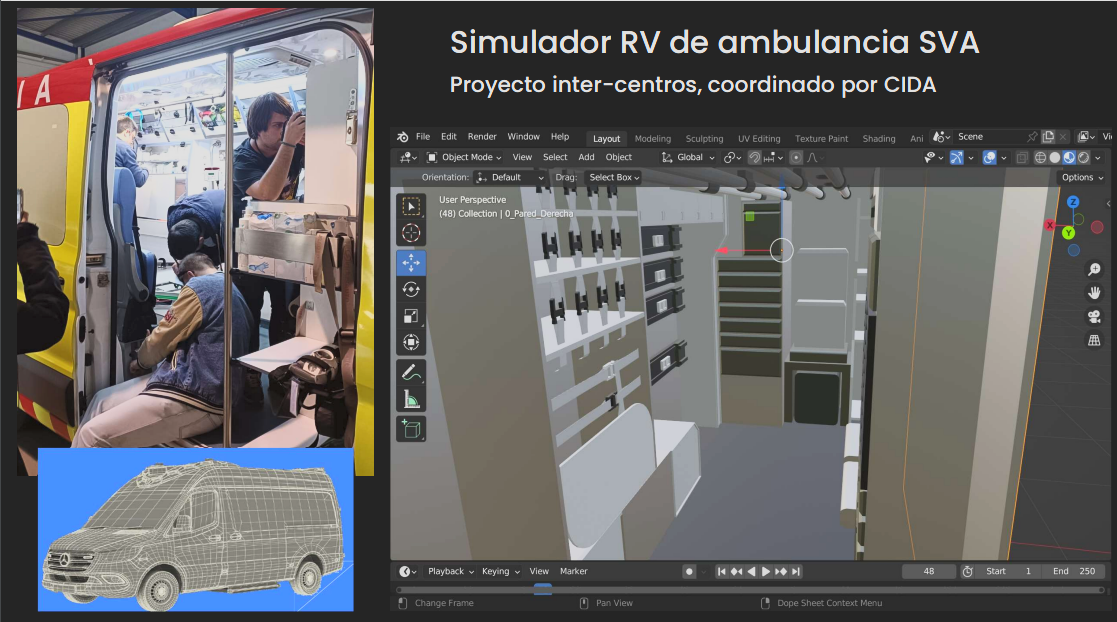 Simulador RV de ambulancia SVA
Proyecto inter-centros, coordinado por CIDA
V A
File Edit Render Window Help Layout Modeling Sculpting UV Editing Texture Paint Shading Ani Scene Vi
Object Mode View Select Add Object Global
Orientation: Default Drag: Select Box Options
User Perspective
(48) Collection | 0_Pared_Derecha
Z
X
Y
Playback Keying View Marker 48 Start 1 End 250
Change Frame Pan View Dope Sheet Context Menu